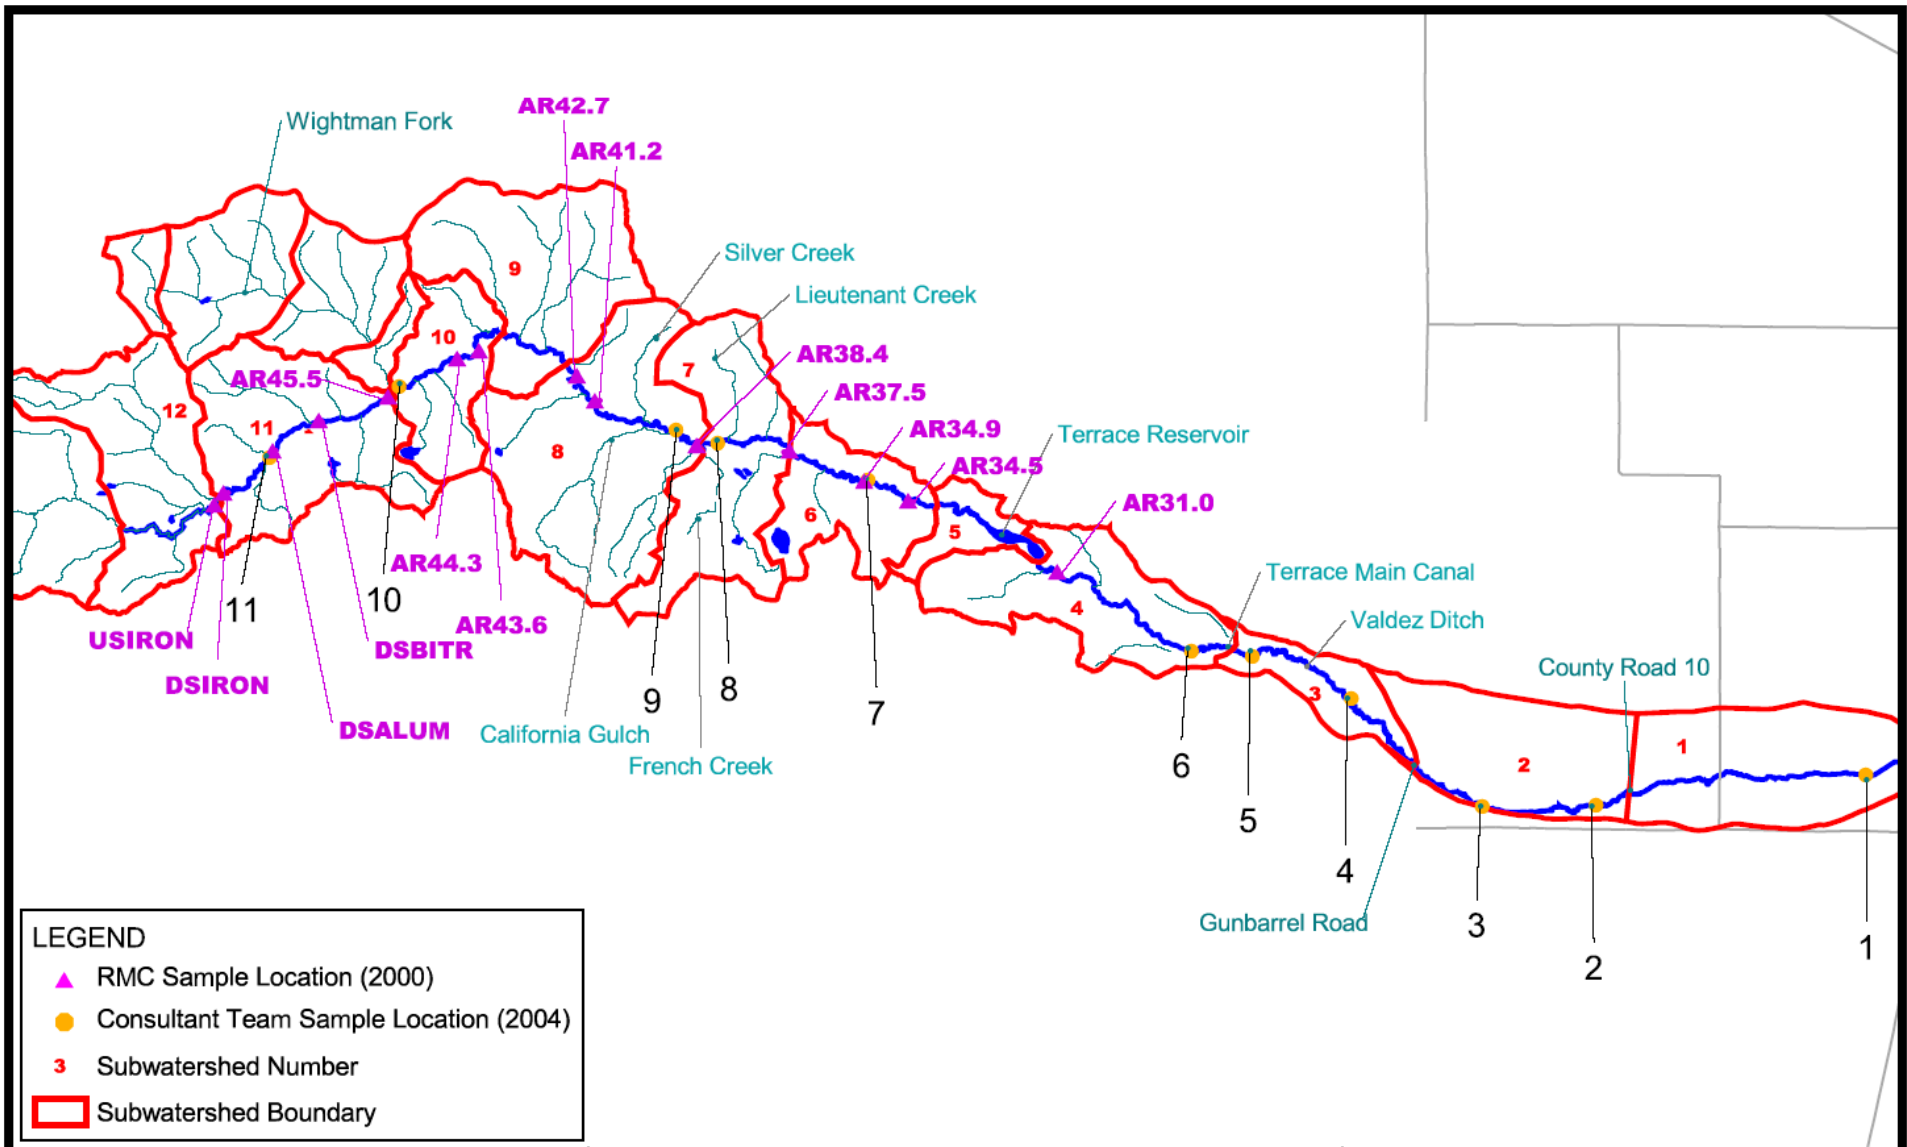 AR42.7
Wightman Fork
AR41.2
Silver Creek
9
Lieutenant Creek
10
AR38.4
7
AR45.5
AR37.5
12
11
AR34.9
Terrace Reservoir
8
AR34.5
AR31.0
6
5
AR44.3
Terrace Main Canal
10
4
11
Valdez Ditch
AR43.6
USIRON
DSBITR
County Road 10
DSIRON
9
8
3
7
DSALUM
California Gulch
1
French Creek
6
2
5
4
Gunbarrel Road
3
1
2
LEGEND
RMC Sample Location (2000)
Consultant Team Sample Location (2004)
3 Subwatershed Number
Subwatershed Boundary